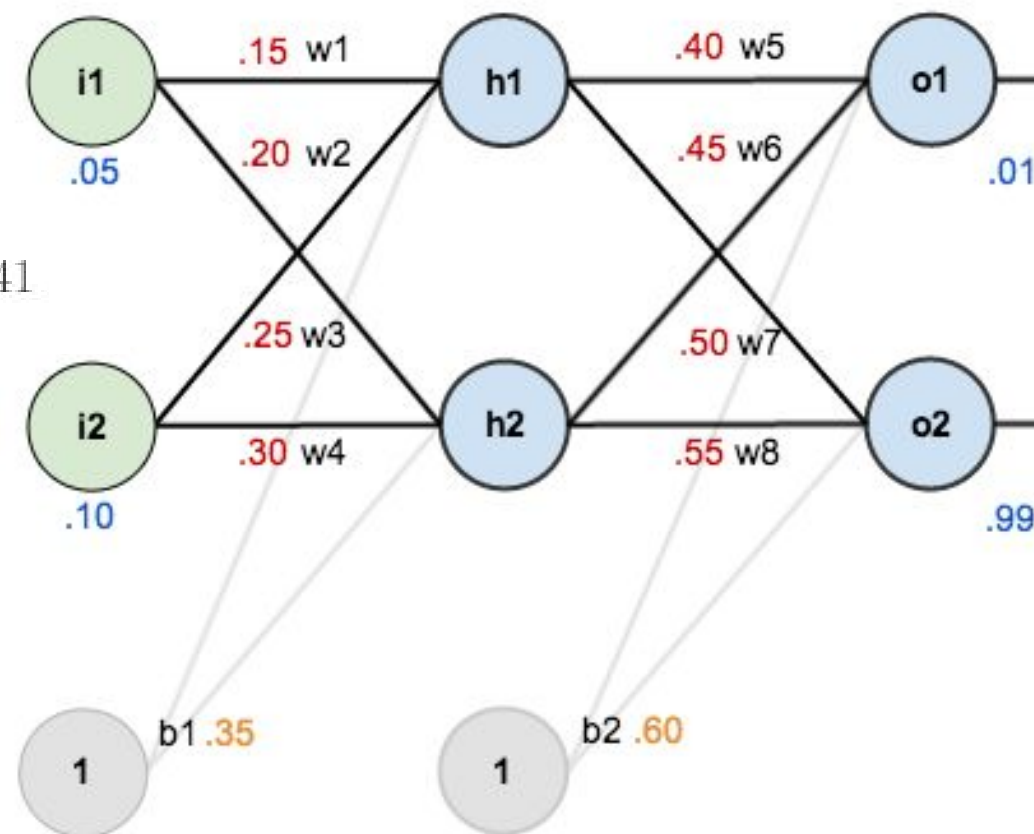 .15 w1
.40 w5
i1
h1
o1
.20 w2
.45 w6
.05
.01
41
.25 w3
.50 w7
i2
h2
o2
.30 w4
.55 w8
.10
.99
b1 .35
b2 .60
1
1